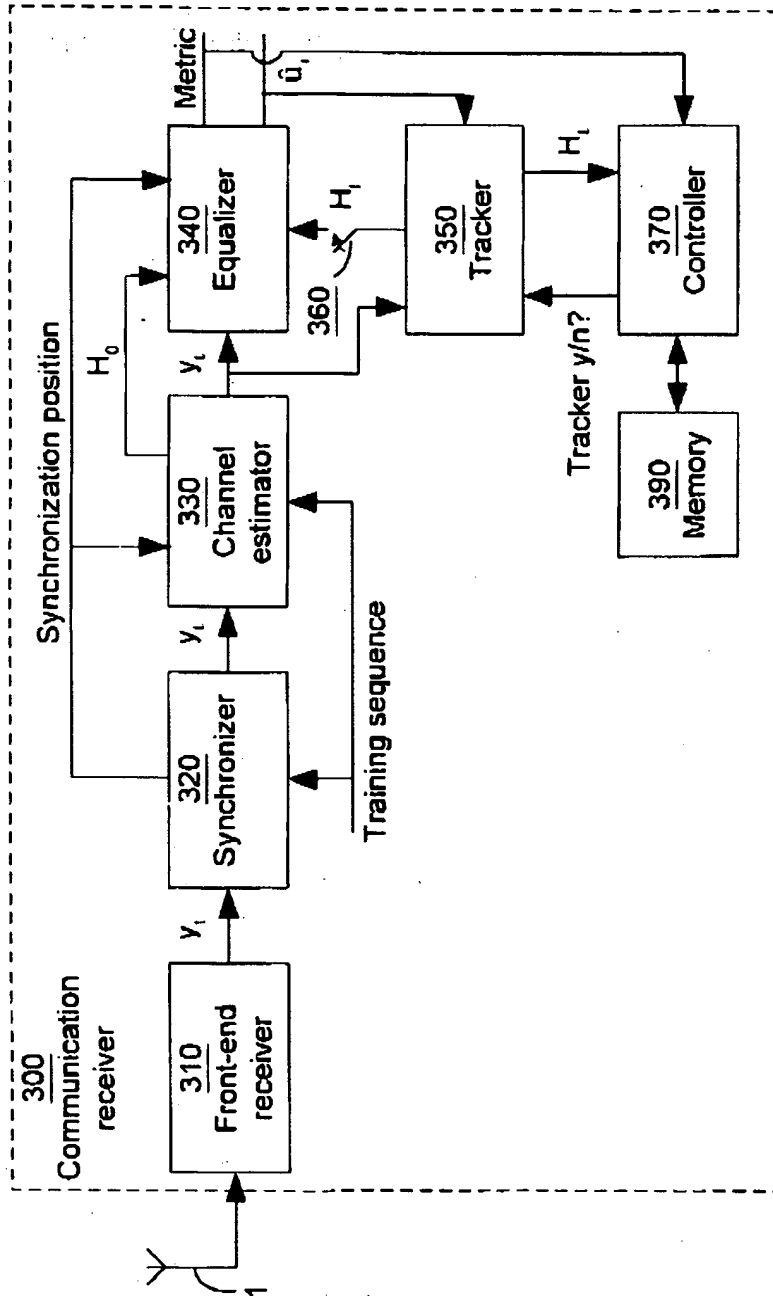 300
Communication
receiver
1
310
Front-end
receiver
y_t
320
Synchronizer
Synchronization position
Training sequence
y_t
330
Channel
estimator
H_0
y_t
340
Equalizer
Metric
û_t
360
H_t
350
Tracker
H_t
Tracker y/n?
370
Controller
390
Memory